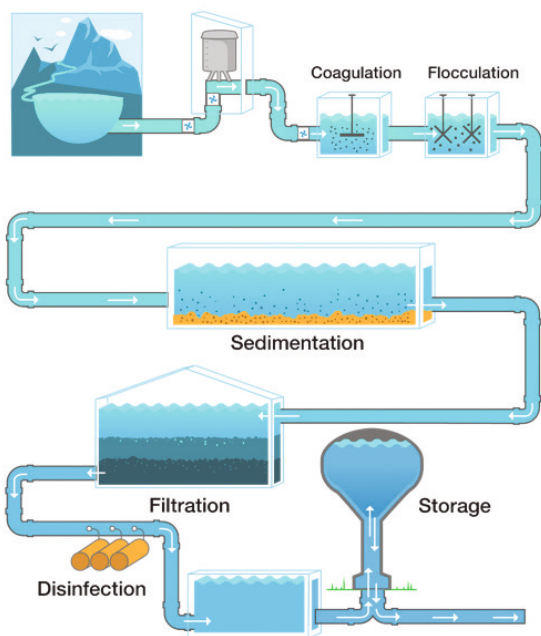 Coagulation
Flocculation
Sedimentation
Filtration
Storage
Disinfection